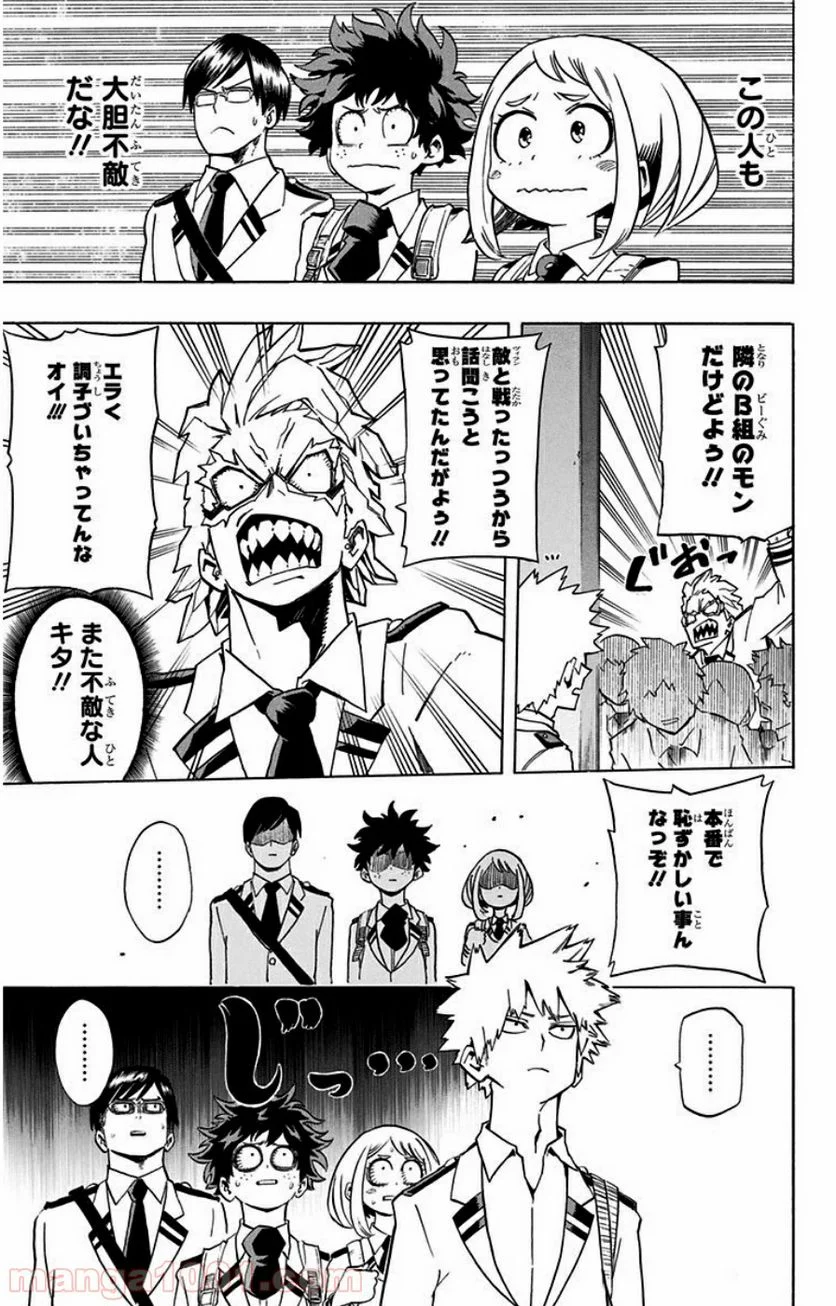 この人も
大胆不敵
だな!!
隣のB組のモン
だけどよぅ!!
ぐおっ
敵と戦ったっつうから
話聞こうと
思ってたんだがよぅ!!
エラく
調子づいちゃってんな
オイ!!!
また不敵な人
キタ!!
本番で
恥ずかしい事ん
なっぞ!!
………
………
じっ…
………
manga1001.com